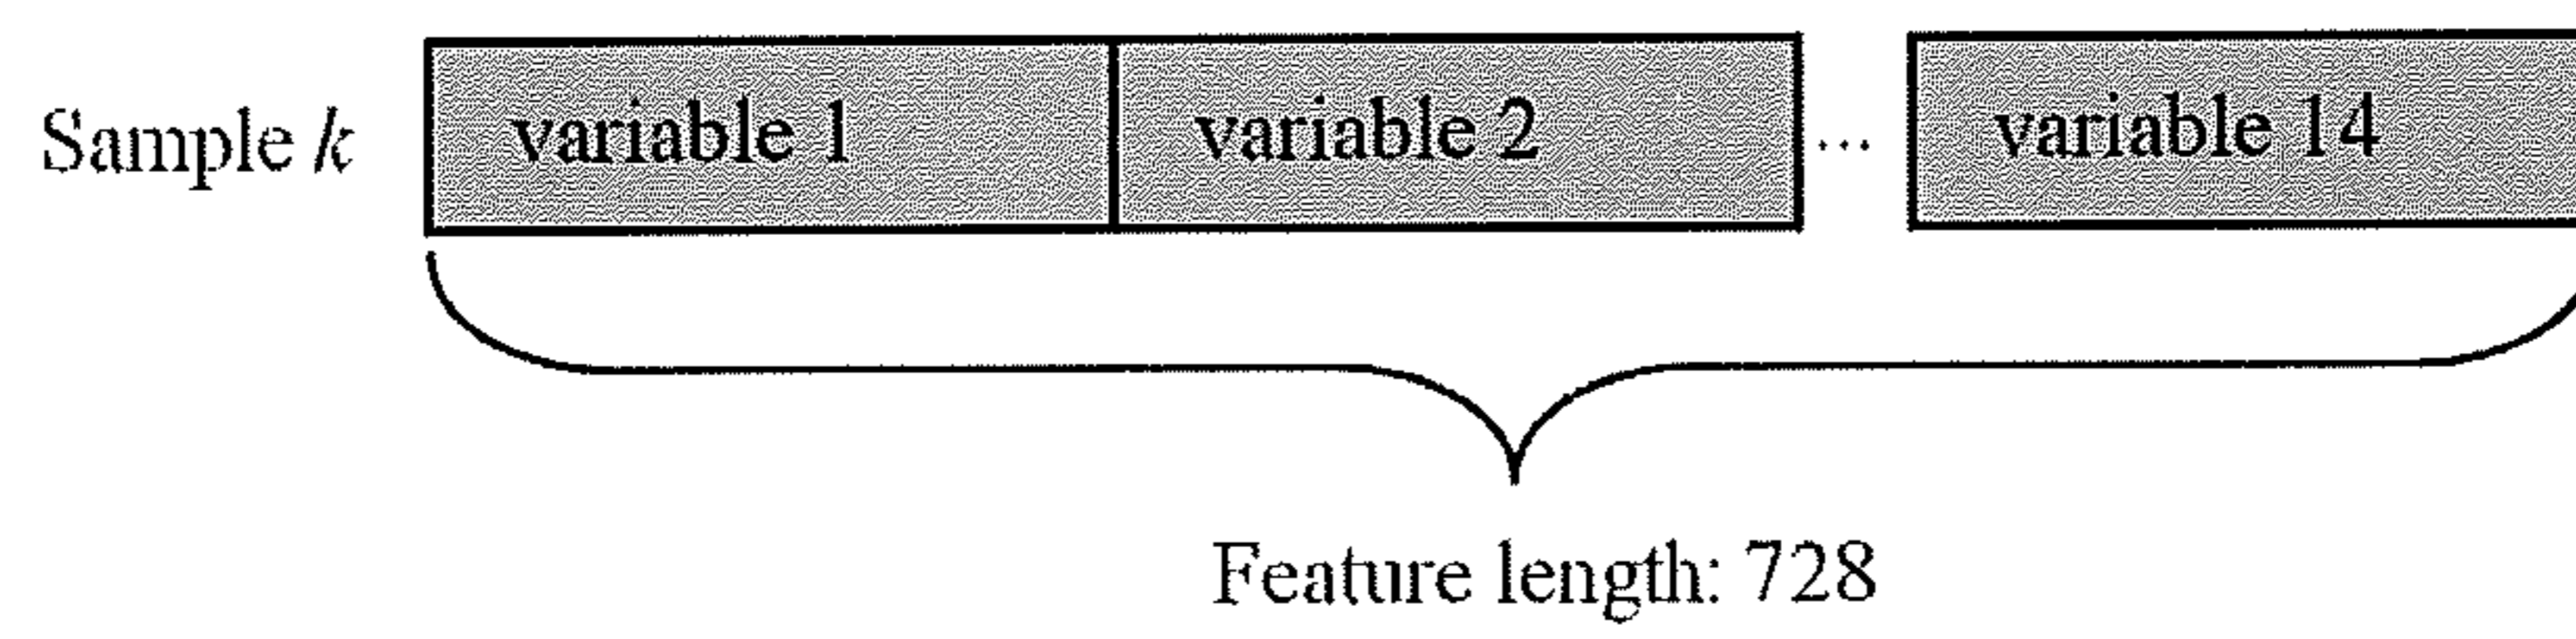 Sample k variable 1 variable 2 ... variable 14
Feature length: 728